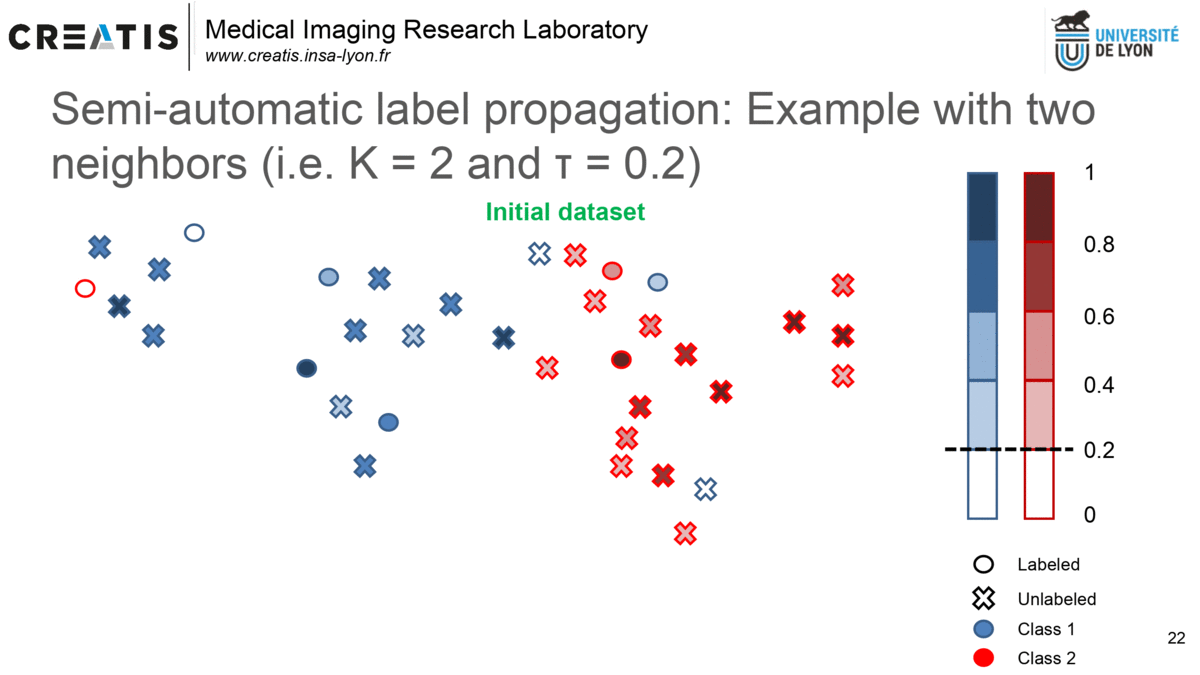 CREATIS
Medical Imaging Research Laboratory
www.creatis.insa-lyon.fr
UNIVERSITÉ
DE LYON
Semi-automatic label propagation: Example with two
neighbors (i.e. K = 2 and τ = 0.2)
Initial dataset
1
0.8
0.6
0.4
0.2
0
Labeled
Unlabeled
Class 1
Class 2
22